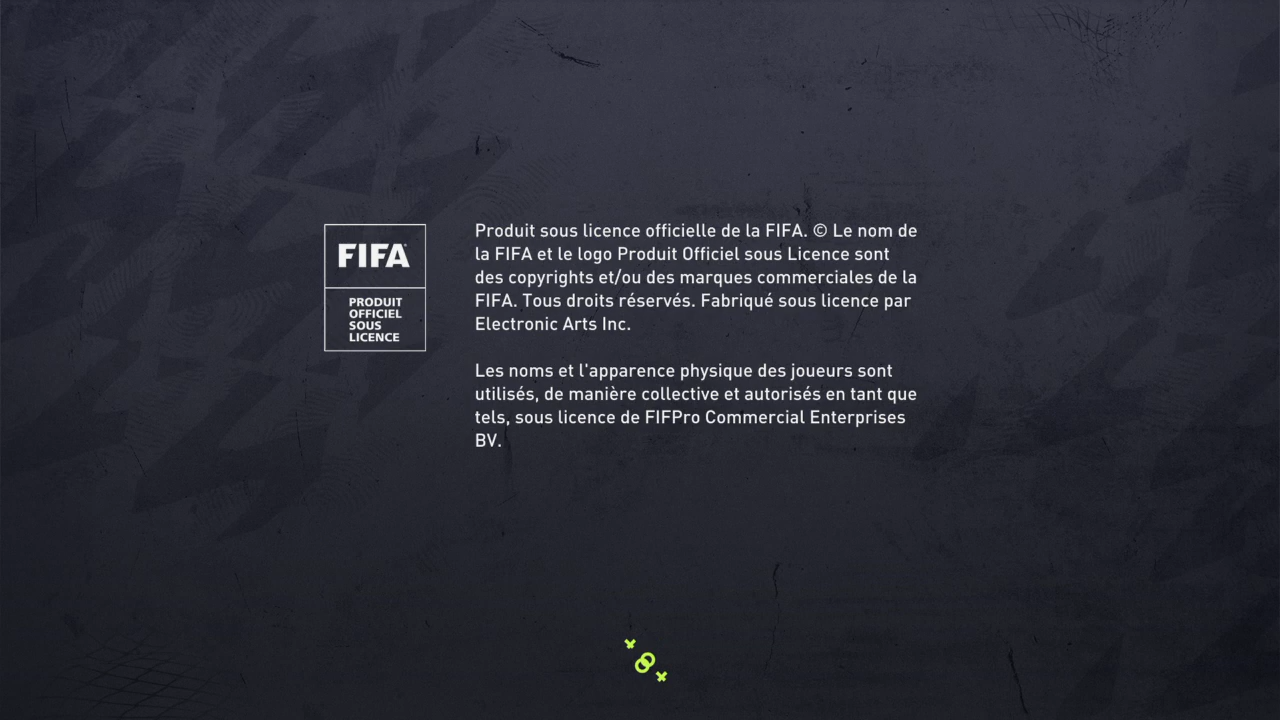 FIFA
PRODUIT
OFFICIEL
SOUS
LICENCE
Produit sous licence officielle de la FIFA. © Le nom de
la FIFA et le logo Produit Officiel sous Licence sont
des copyrights et/ou des marques commerciales de la
FIFA. Tous droits réservés. Fabriqué sous licence par
Electronic Arts Inc.
Les noms et l'apparence physique des joueurs sont
utilisés, de manière collective et autorisés en tant que
tels, sous licence de FIFPro Commercial Enterprises
BV.